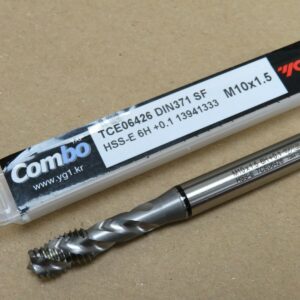 TCE06426 DIN371 SF
HSS-E 6H +0.1 13941333
M10x1.5
Combo
www.yg1.kr